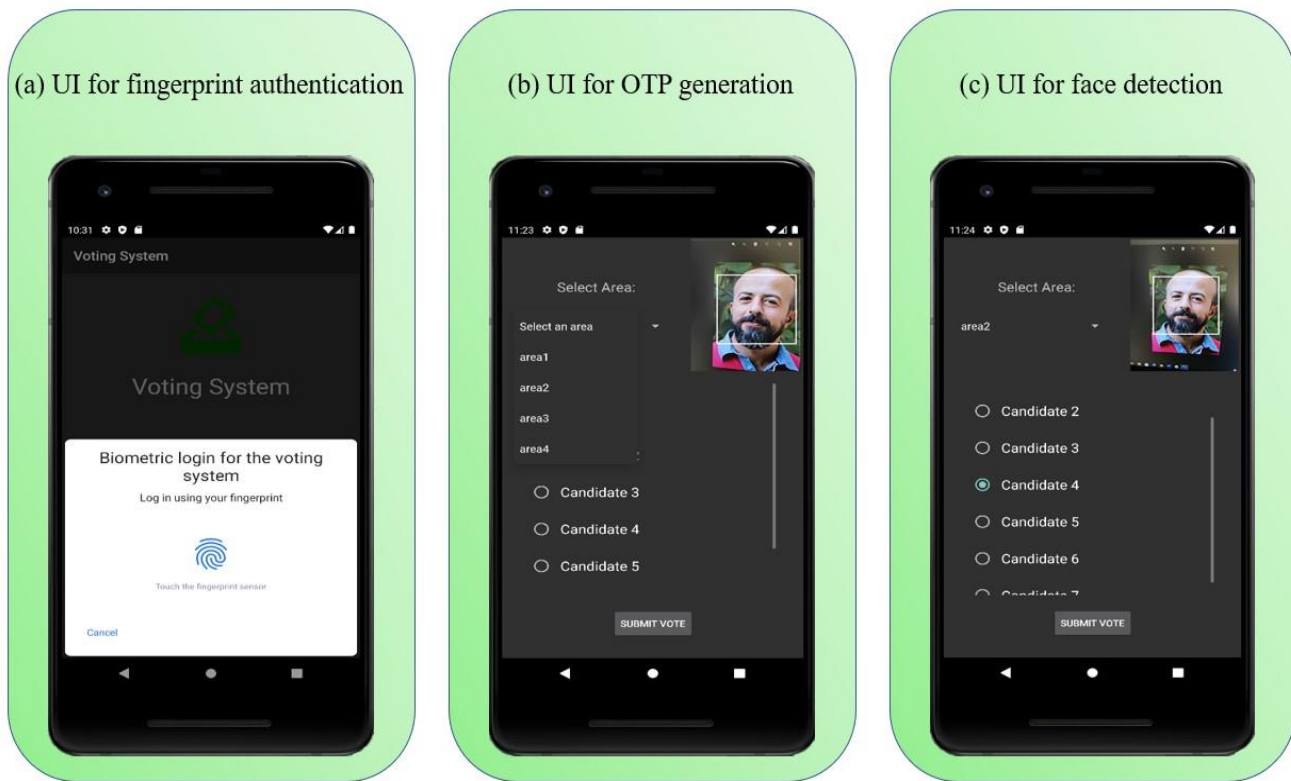 (a) UI for fingerprint authentication
10:31
Voting System
Voting System
Biometric login for the voting
system
Log in using your fingerprint
Touch the fingerprint sensor
Cancel
(b) UI for OTP generation
11:23
Select Area:
Select an area
area1
area2
area3
area4
Candidate 3
Candidate 4
Candidate 5
SUBMIT VOTE
(c) UI for face detection
11:24
Select Area:
area2
Candidate 2
Candidate 3
Candidate 4
Candidate 5
Candidate 6
Candidate 7
SUBMIT VOTE